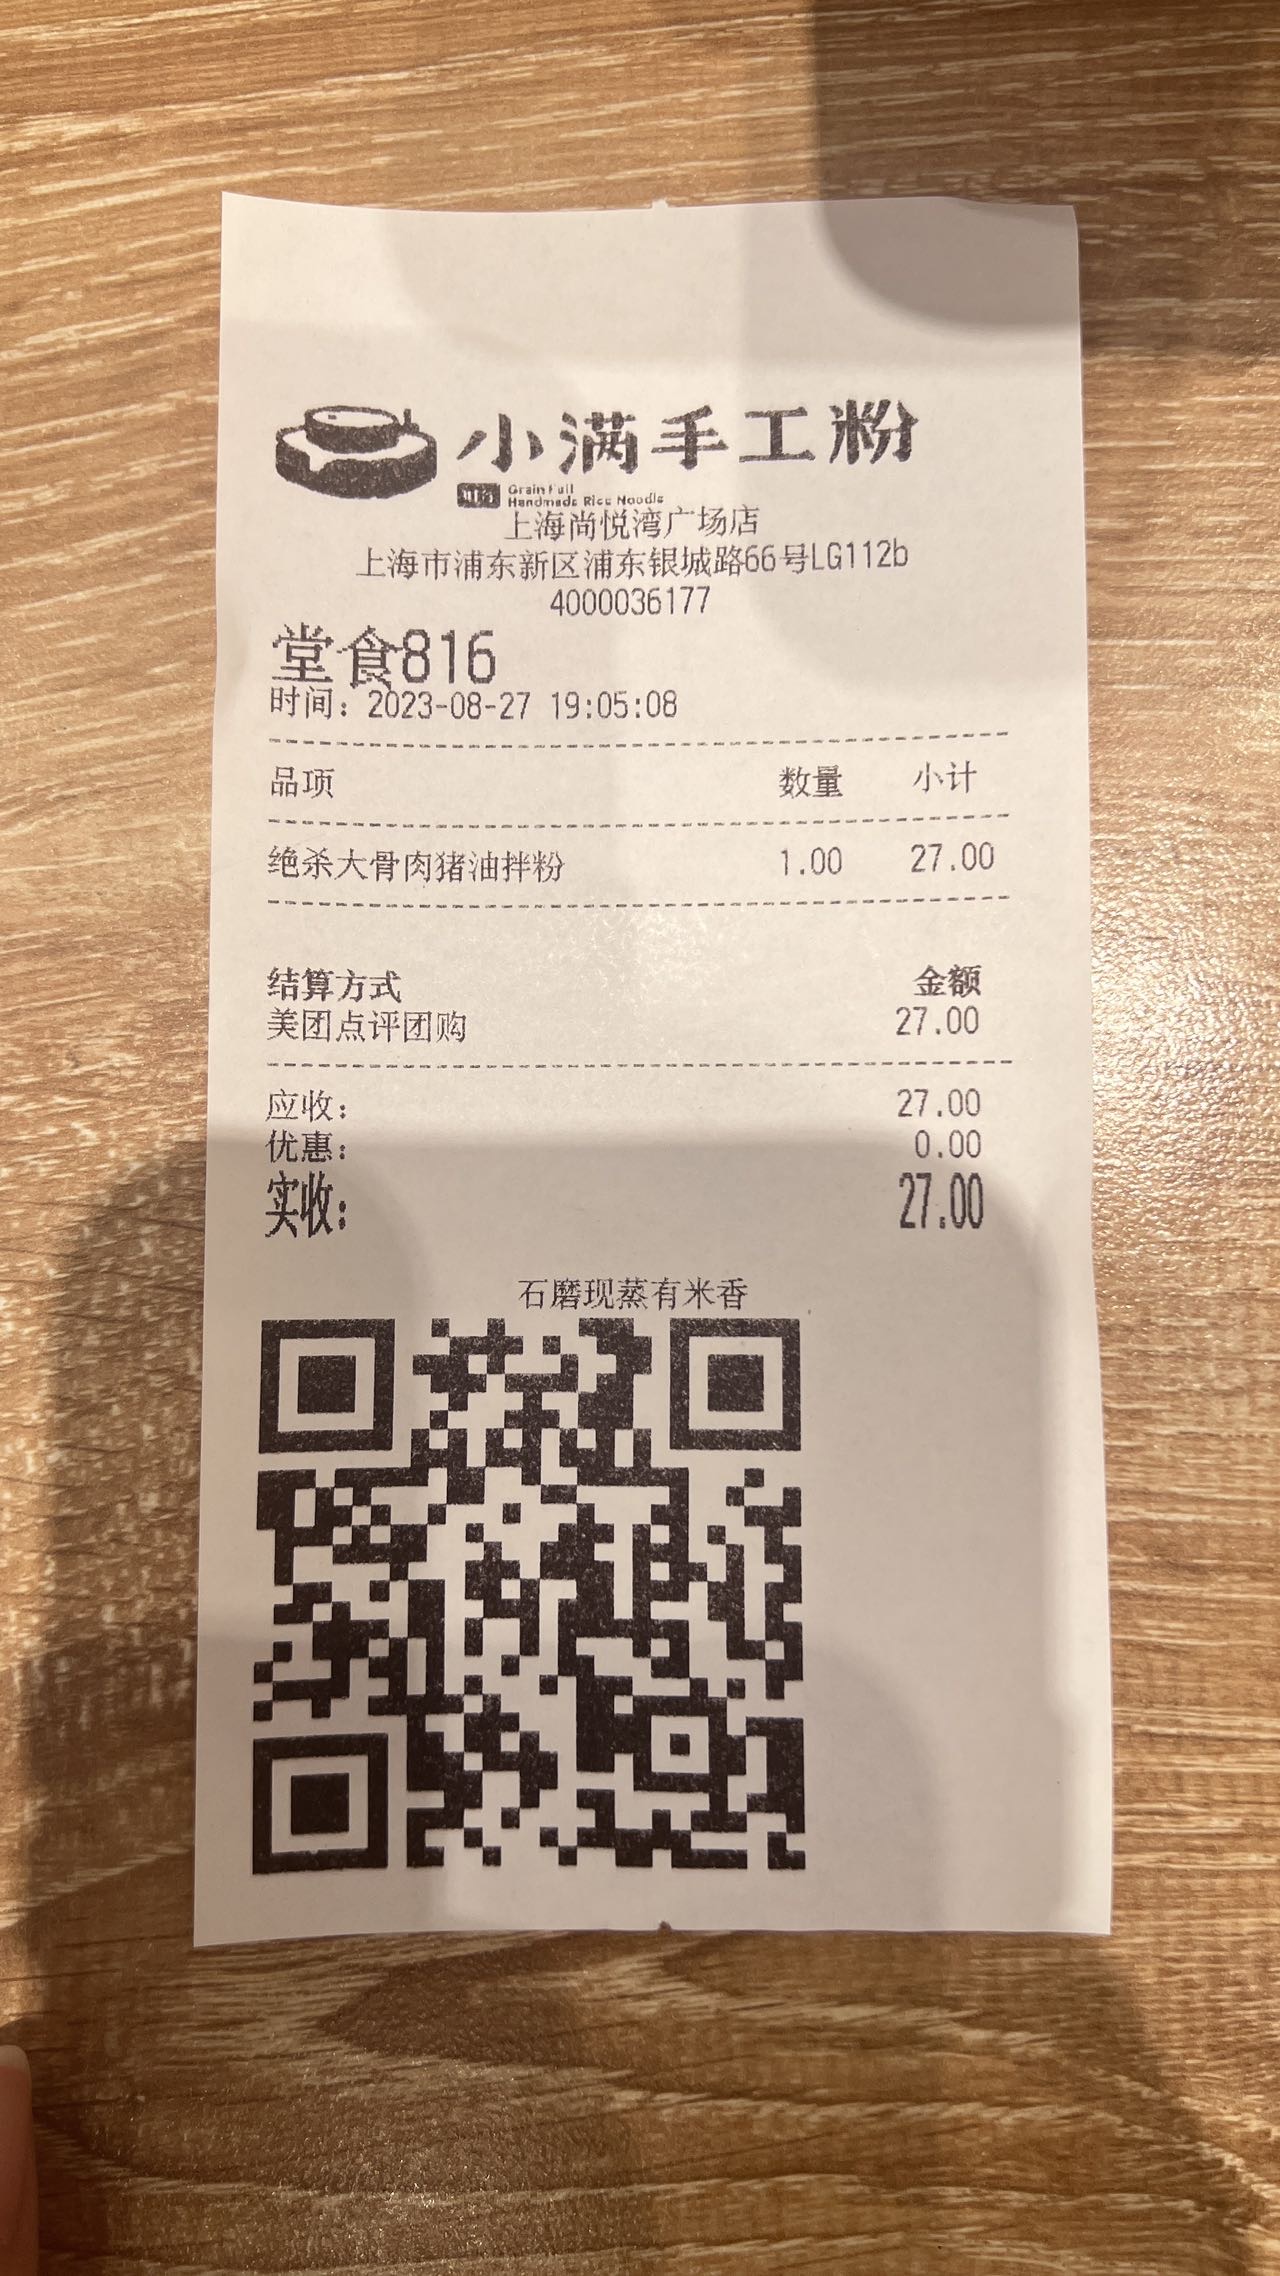 小满手工粉
Grain Full
Handmade Rice Noodle
上海尚悦湾广场店
上海市浦东新区浦东银城路66号LG112b
4000036177
堂食816
时间：2023-08-27 19:05:08
品项 数量 小计
绝杀大骨肉猪油拌粉 1.00 27.00
结算方式 金额
美团点评团购 27.00
应收： 27.00
优惠： 0.00
实收： 27.00
石磨现蒸有米香